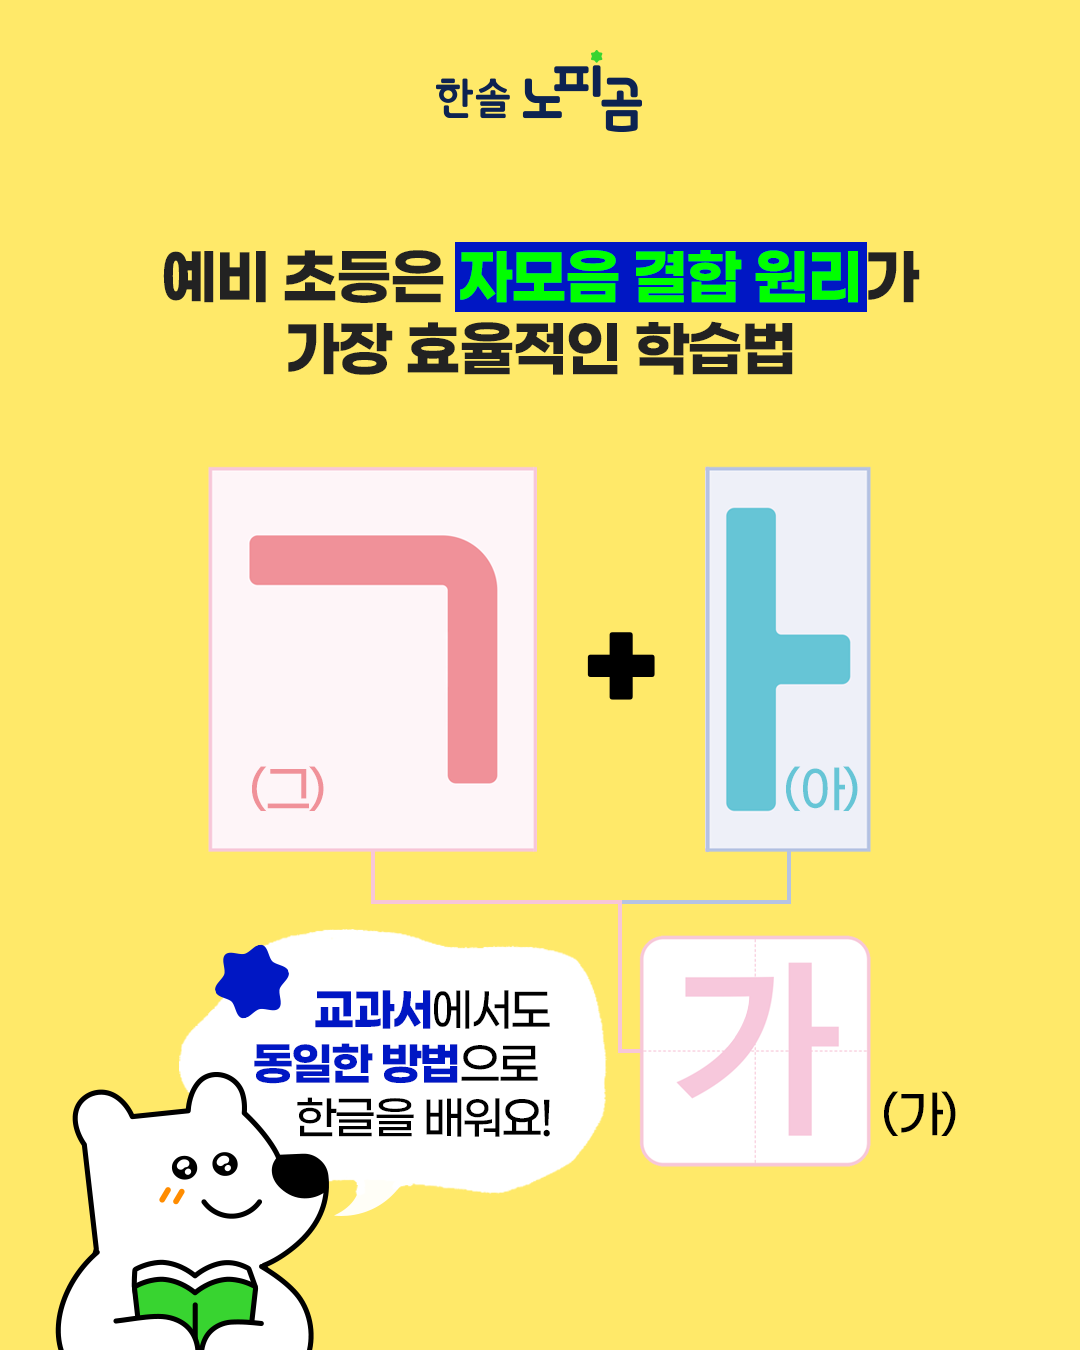 한솔 노피곰
예비 초등은 자모음 결합 원리가
가장 효율적인 학습법
ㄱ
(그)
ㅏ
(아)
교과서에서도
동일한 방법으로
한글을 배워요!
가
(가)